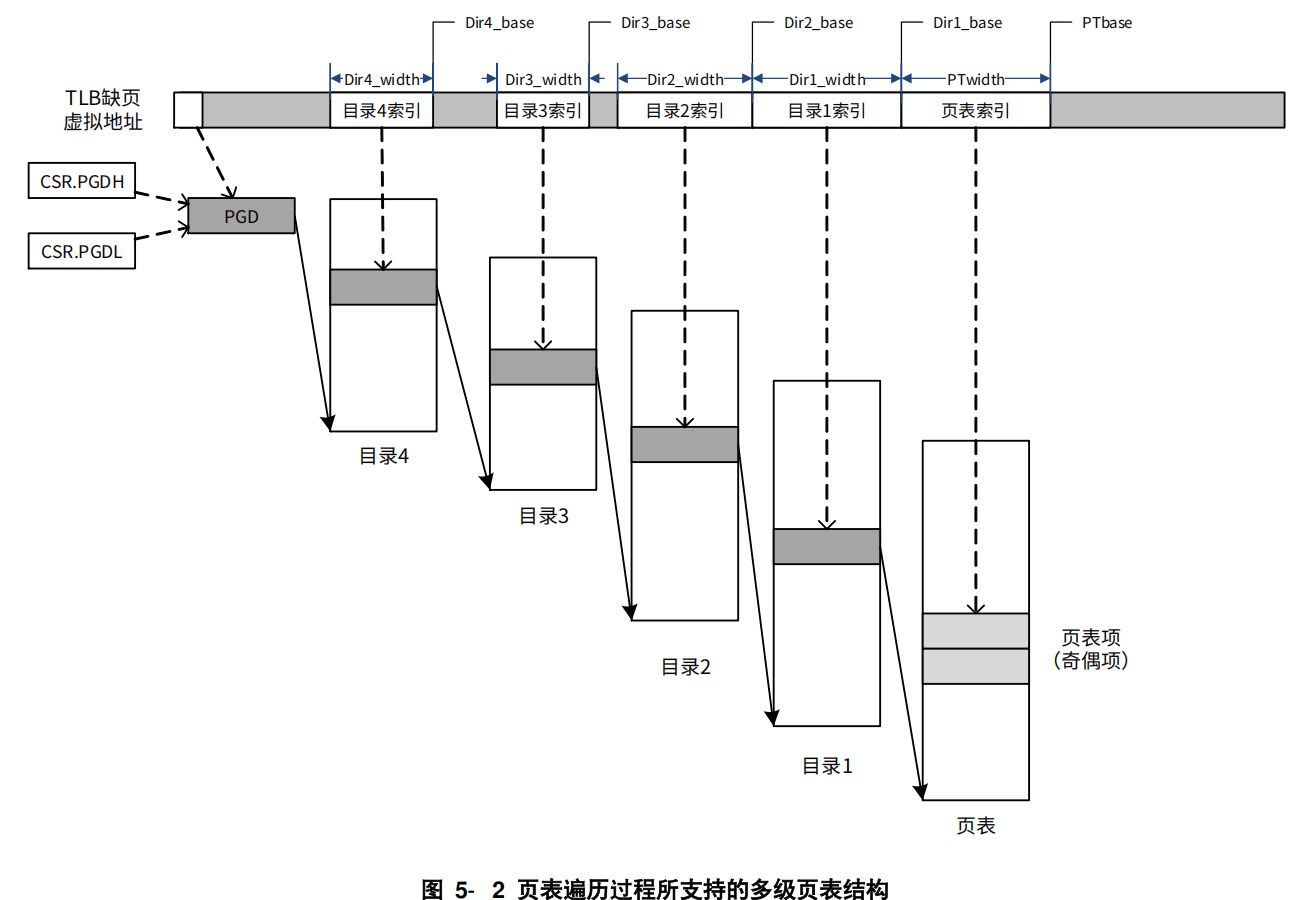 Dir4_base
Dir3_base
Dir2_base
Dir1_base
PTbase
Dir4_width
Dir3_width
Dir2_width
Dir1_width
PTwidth
TLB缺页
虚拟地址
目录4索引
目录3索引
目录2索引
目录1索引
页表索引
CSR.PGDH
PGD
CSR.PGDL
目录4
目录3
目录2
目录1
页表项
(奇偶项)
页表
图 5- 2 页表遍历过程所支持的多级页表结构